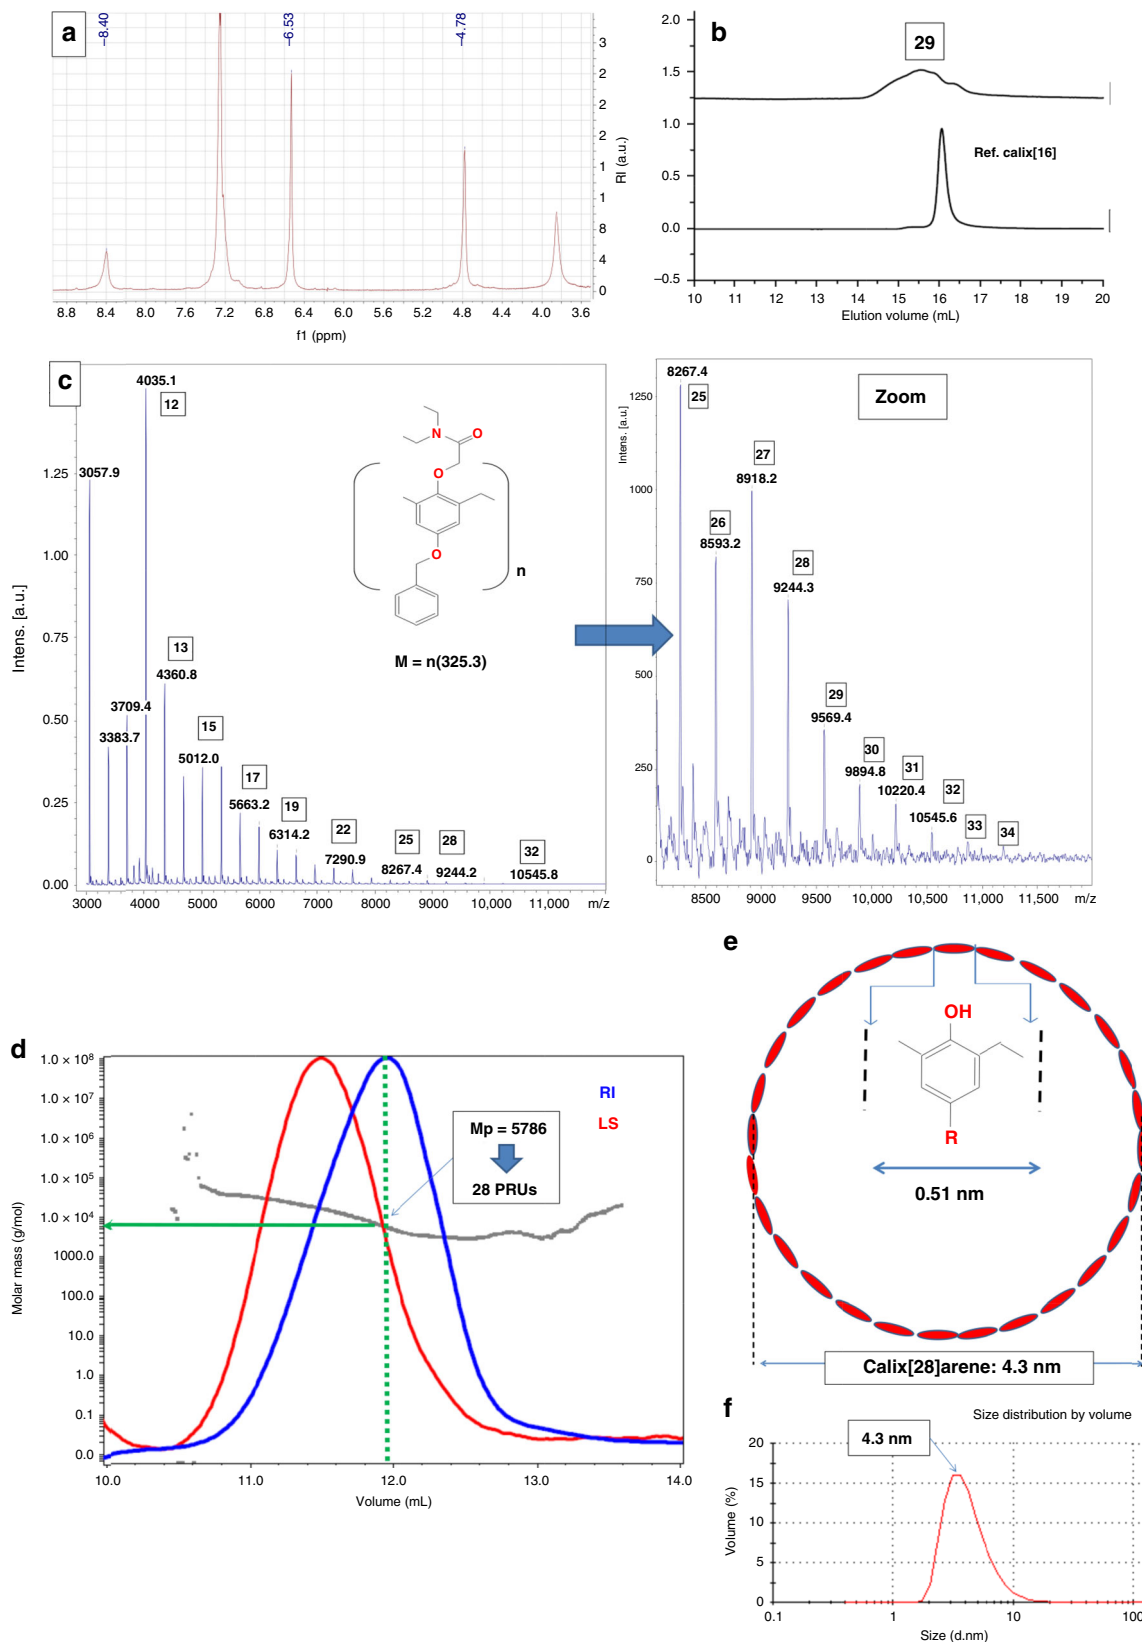 a
−8.40
−6.53
−4.78
3
2
2
2
1
1
8
4
0
8.8 8.4 8.0 7.6 7.2 6.8 6.4 6.0 5.6 5.2 4.8 4.4 4.0 3.6
f1 (ppm)
b
29
Ref. calix[16]
RI (a.u.)
2.0
1.5
1.0
0.5
0.0
−0.5
10 11 12 13 14 15 16 17 18 19 20
Elution volume (mL)
c
4035.1
12
3057.9
13
4360.8
3709.4
3383.7
15
5012.0
17
5663.2
19
6314.2
22
7290.9
25
8267.4
28
9244.2
32
10545.8
N
O
O
O
n
M = n(325.3)
Intens. [a.u.]
1.25
1.00
0.75
0.50
0.25
0.00
3000 4000 5000 6000 7000 8000 9000 10,000 11,000 m/z
Zoom
8267.4
25
26
8593.2
27
8918.2
28
9244.3
29
9569.4
30
9894.8
31
10220.4
32
10545.6
33
34
Intens. [a.u.]
1250
1000
750
500
250
0
8500 9000 9500 10,000 10,500 11,000 11,500 m/z
d
RI
LS
Mp = 5786
28 PRUs
Molar mass (g/mol)
1.0 × 10⁸
1.0 × 10⁷
1.0 × 10⁶
1.0 × 10⁵
1.0 × 10⁴
1000.0
100.0
10.0
1.0
0.1
0.0
10.0 11.0 12.0 13.0 14.0
Volume (mL)
e
OH
R
0.51 nm
Calix[28]arene: 4.3 nm
f
Size distribution by volume
4.3 nm
Volume (%)
20
15
10
5
0
0.1 1 10 100
Size (d.nm)